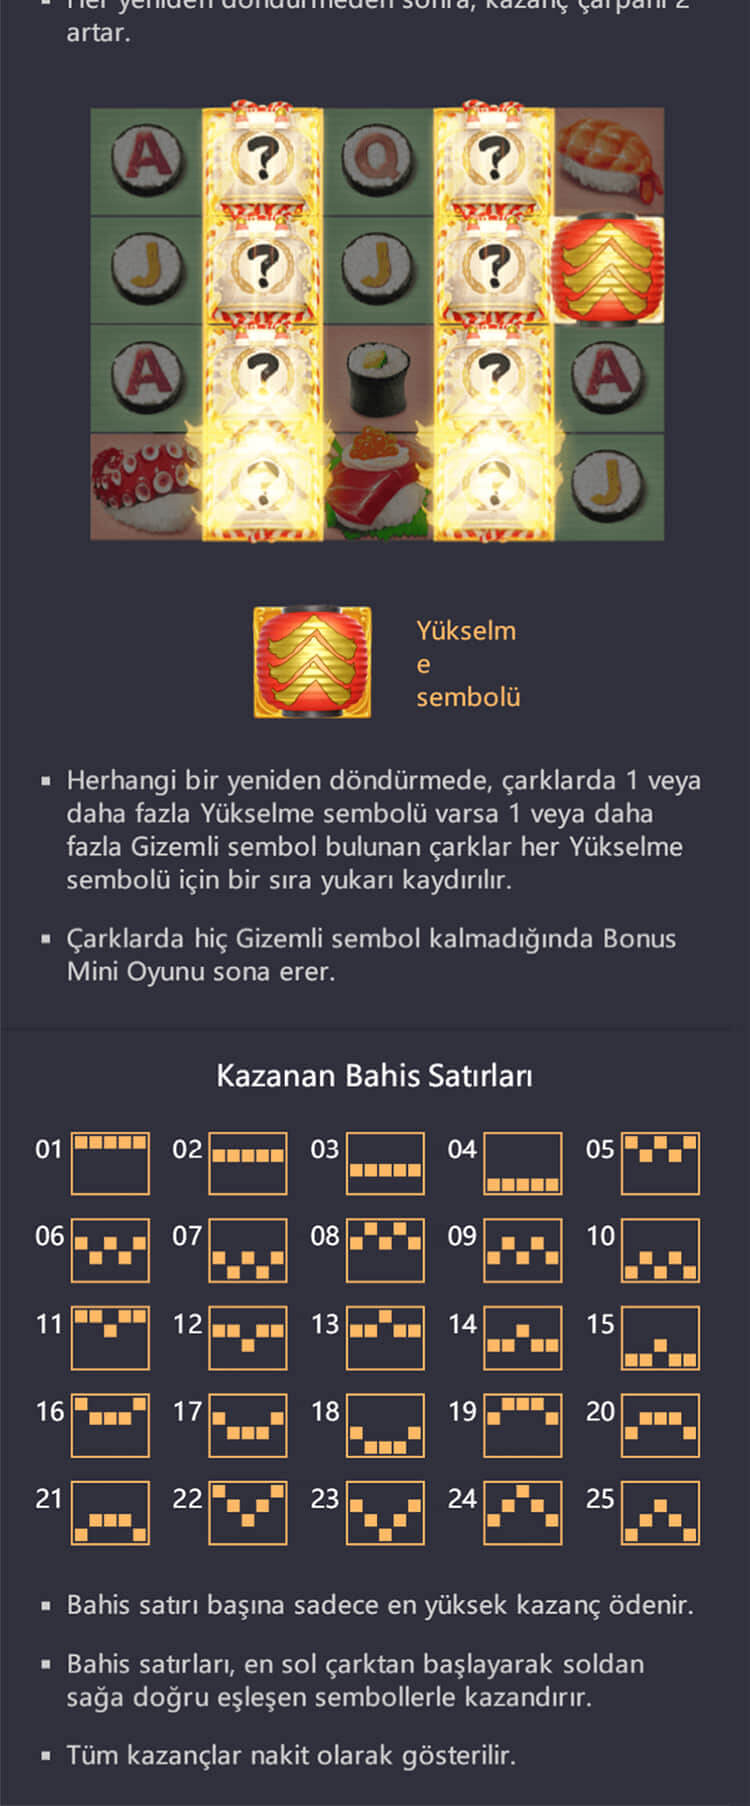 Her yeniden döndürmeden sonra, kazanç çarpanı 2
artar.
A ? Q ?
J ? J ?
A ? ? A
? ? J
Yükselm
e
sembolü
▪ Herhangi bir yeniden döndürmede, çarklarda 1 veya
daha fazla Yükselme sembolü varsa 1 veya daha
fazla Gizemli sembol bulunan çarklar her Yükselme
sembolü için bir sıra yukarı kaydırılır.
▪ Çarklarda hiç Gizemli sembol kalmadığında Bonus
Mini Oyunu sona erer.
Kazanan Bahis Satırları
01 02 03 04 05
06 07 08 09 10
11 12 13 14 15
16 17 18 19 20
21 22 23 24 25
▪ Bahis satırı başına sadece en yüksek kazanç ödenir.
▪ Bahis satırları, en sol çarktan başlayarak soldan
sağa doğru eşleşen sembollerle kazandırır.
▪ Tüm kazançlar nakit olarak gösterilir.